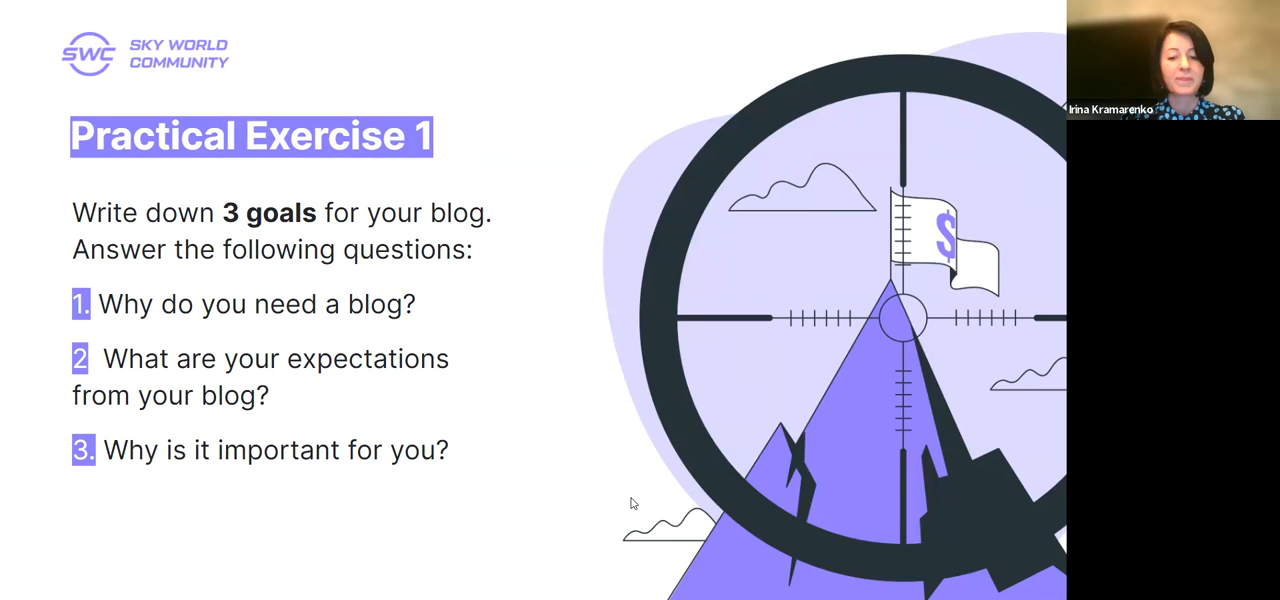 SWC
SKY WORLD
COMMUNITY
Practical Exercise 1
Write down 3 goals for your blog.
Answer the following questions:
1. Why do you need a blog?
2 What are your expectations
from your blog?
3. Why is it important for you?
$
Irina Kramarenko